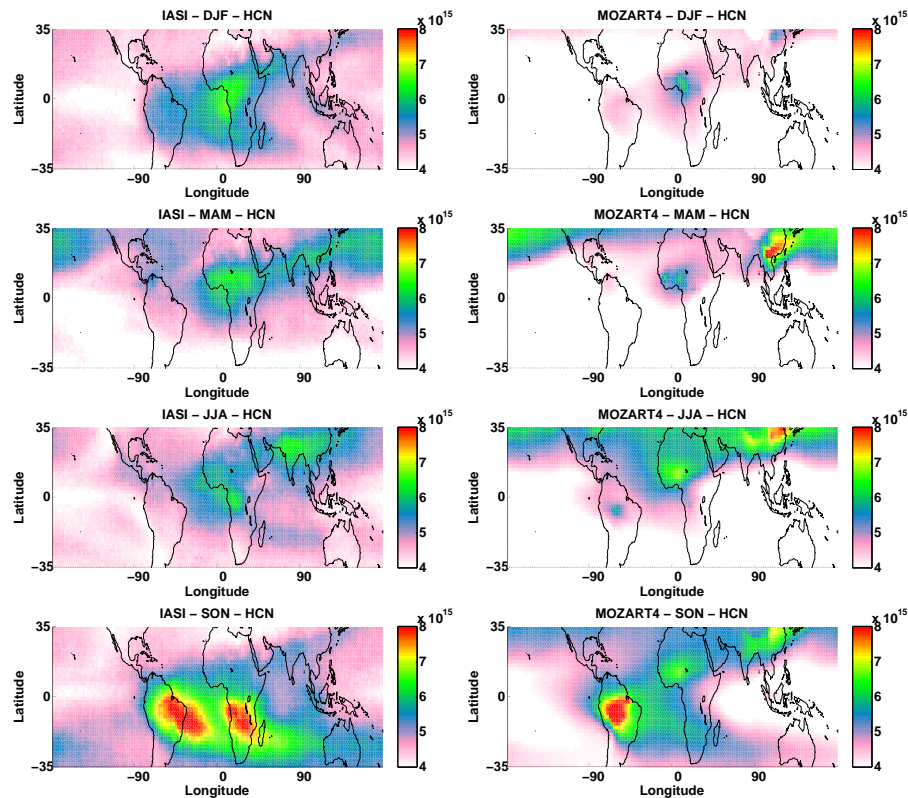 IASI − DJF − HCN
x 10^15
35
0
−35
Latitude
−90 0 90
Longitude
8
7
6
5
4
MOZART4 − DJF − HCN
x 10^15
35
0
−35
Latitude
−90 0 90
Longitude
8
7
6
5
4
IASI − MAM − HCN
x 10^15
35
0
−35
Latitude
−90 0 90
Longitude
8
7
6
5
4
MOZART4 − MAM − HCN
x 10^15
35
0
−35
Latitude
−90 0 90
Longitude
8
7
6
5
4
IASI − JJA − HCN
x 10^15
35
0
−35
Latitude
−90 0 90
Longitude
8
7
6
5
4
MOZART4 − JJA − HCN
x 10^15
35
0
−35
Latitude
−90 0 90
Longitude
8
7
6
5
4
IASI − SON − HCN
x 10^15
35
0
−35
Latitude
−90 0 90
Longitude
8
7
6
5
4
MOZART4 − SON − HCN
x 10^15
35
0
−35
Latitude
−90 0 90
Longitude
8
7
6
5
4